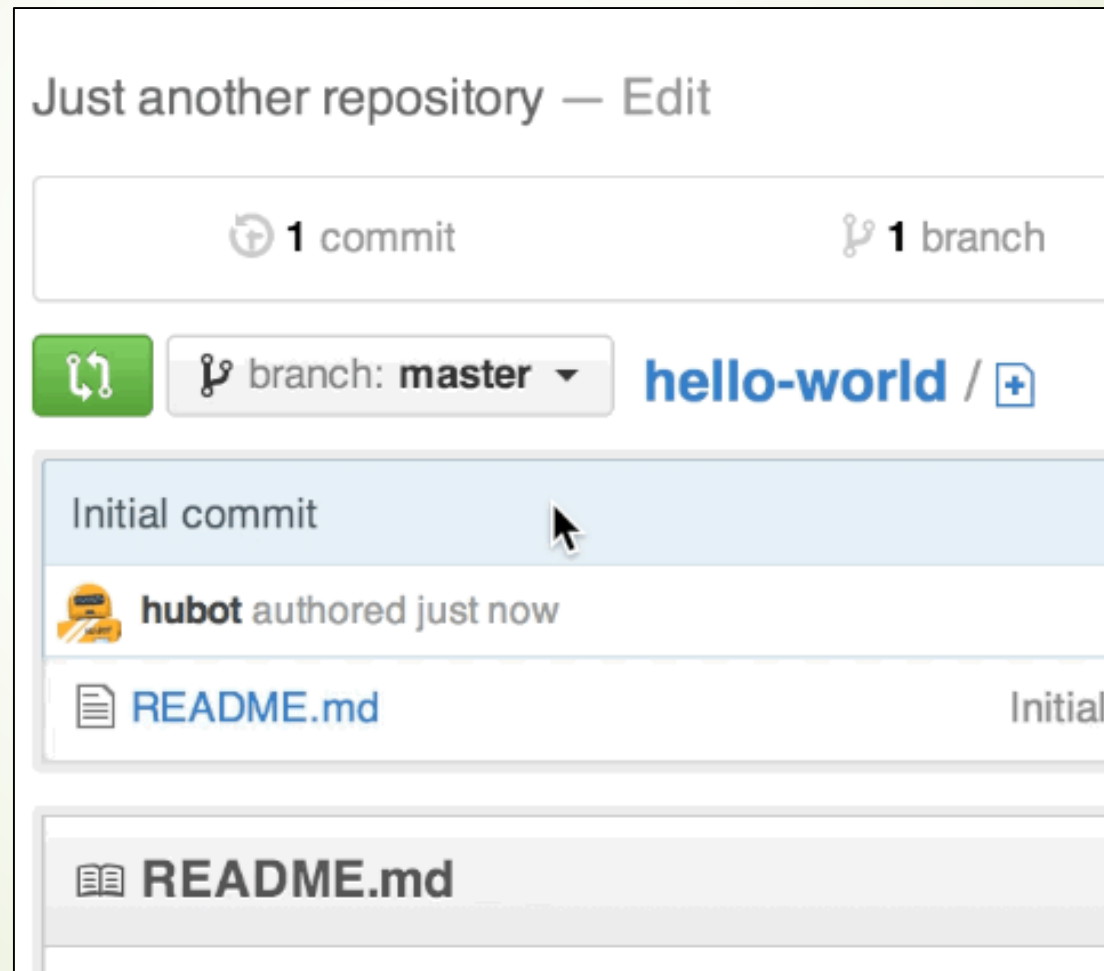 Just another repository — Edit
1 commit 1 branch
branch: master hello-world /
Initial commit
hubot authored just now
README.md Initial
README.md